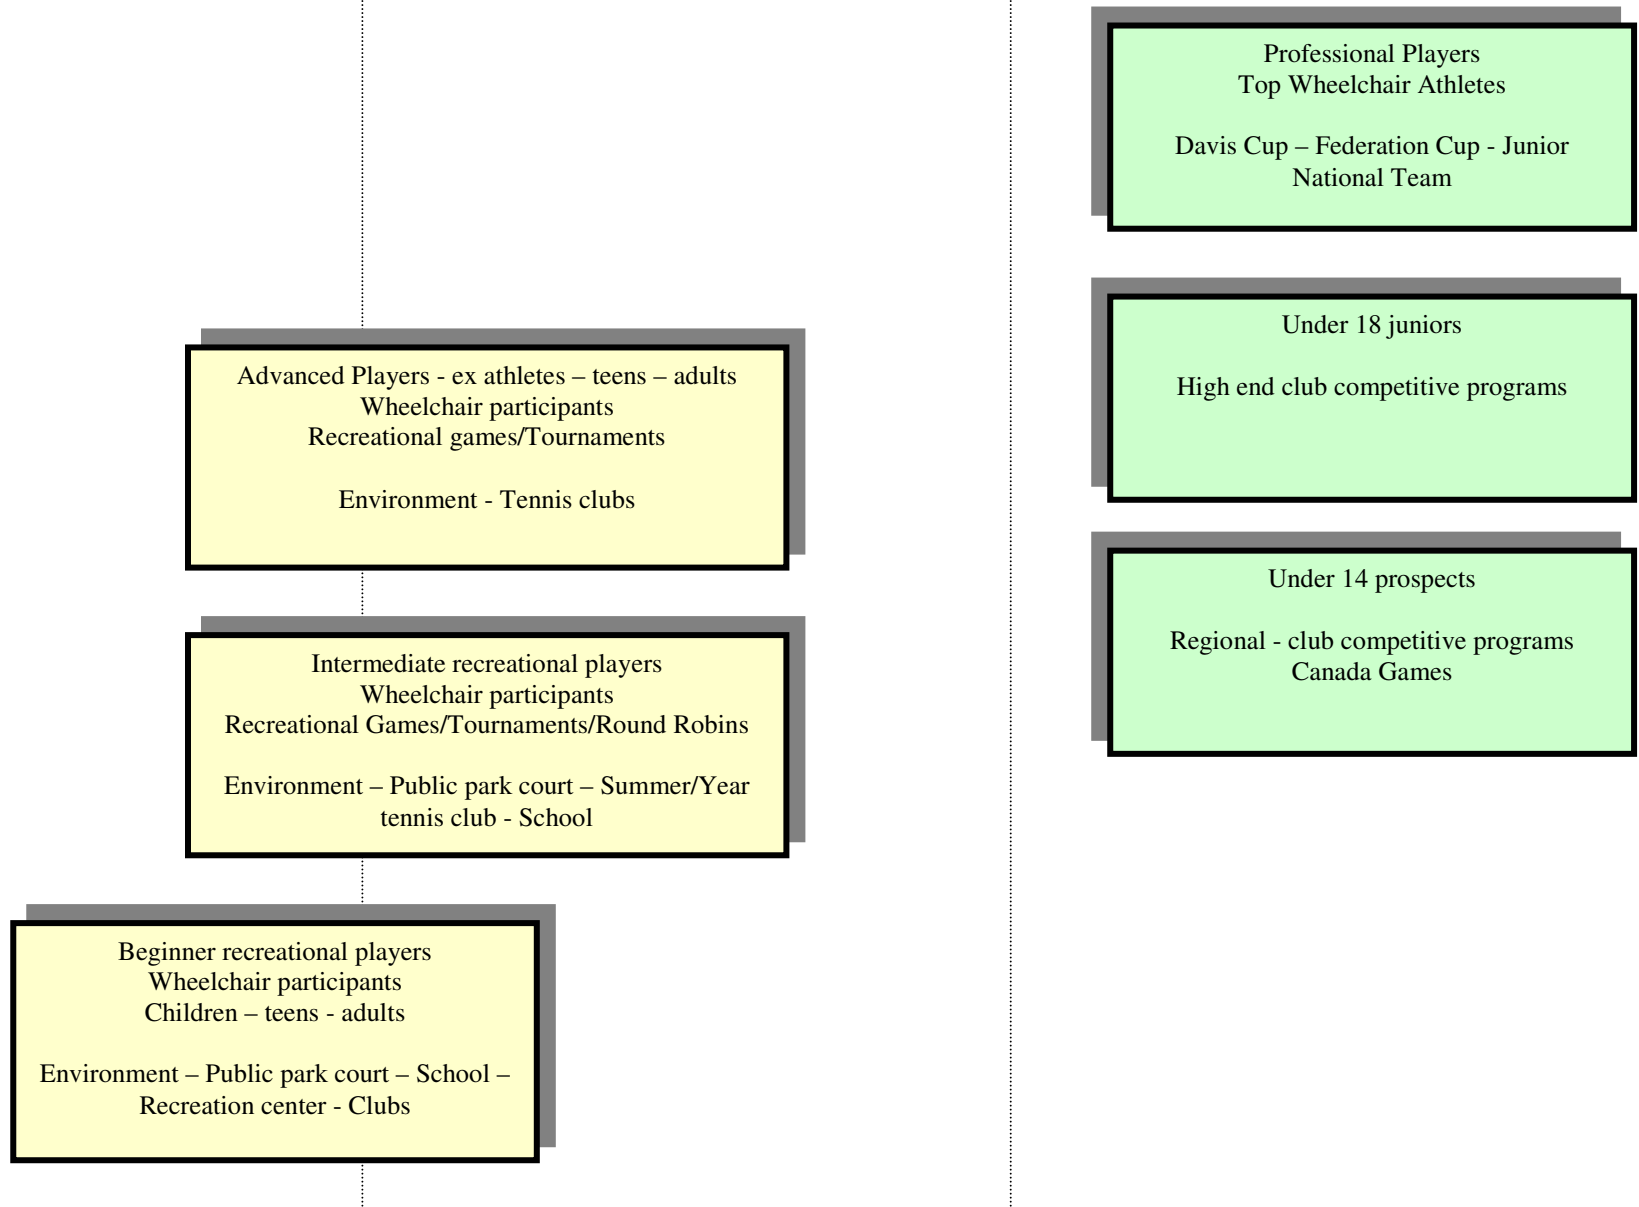 Professional Players
Top Wheelchair Athletes
Davis Cup – Federation Cup - Junior
National Team
Under 18 juniors
High end club competitive programs
Advanced Players - ex athletes – teens – adults
Wheelchair participants
Recreational games/Tournaments
Environment - Tennis clubs
Under 14 prospects
Regional - club competitive programs
Canada Games
Intermediate recreational players
Wheelchair participants
Recreational Games/Tournaments/Round Robins
Environment – Public park court – Summer/Year
tennis club - School
Beginner recreational players
Wheelchair participants
Children – teens - adults
Environment – Public park court – School –
Recreation center - Clubs